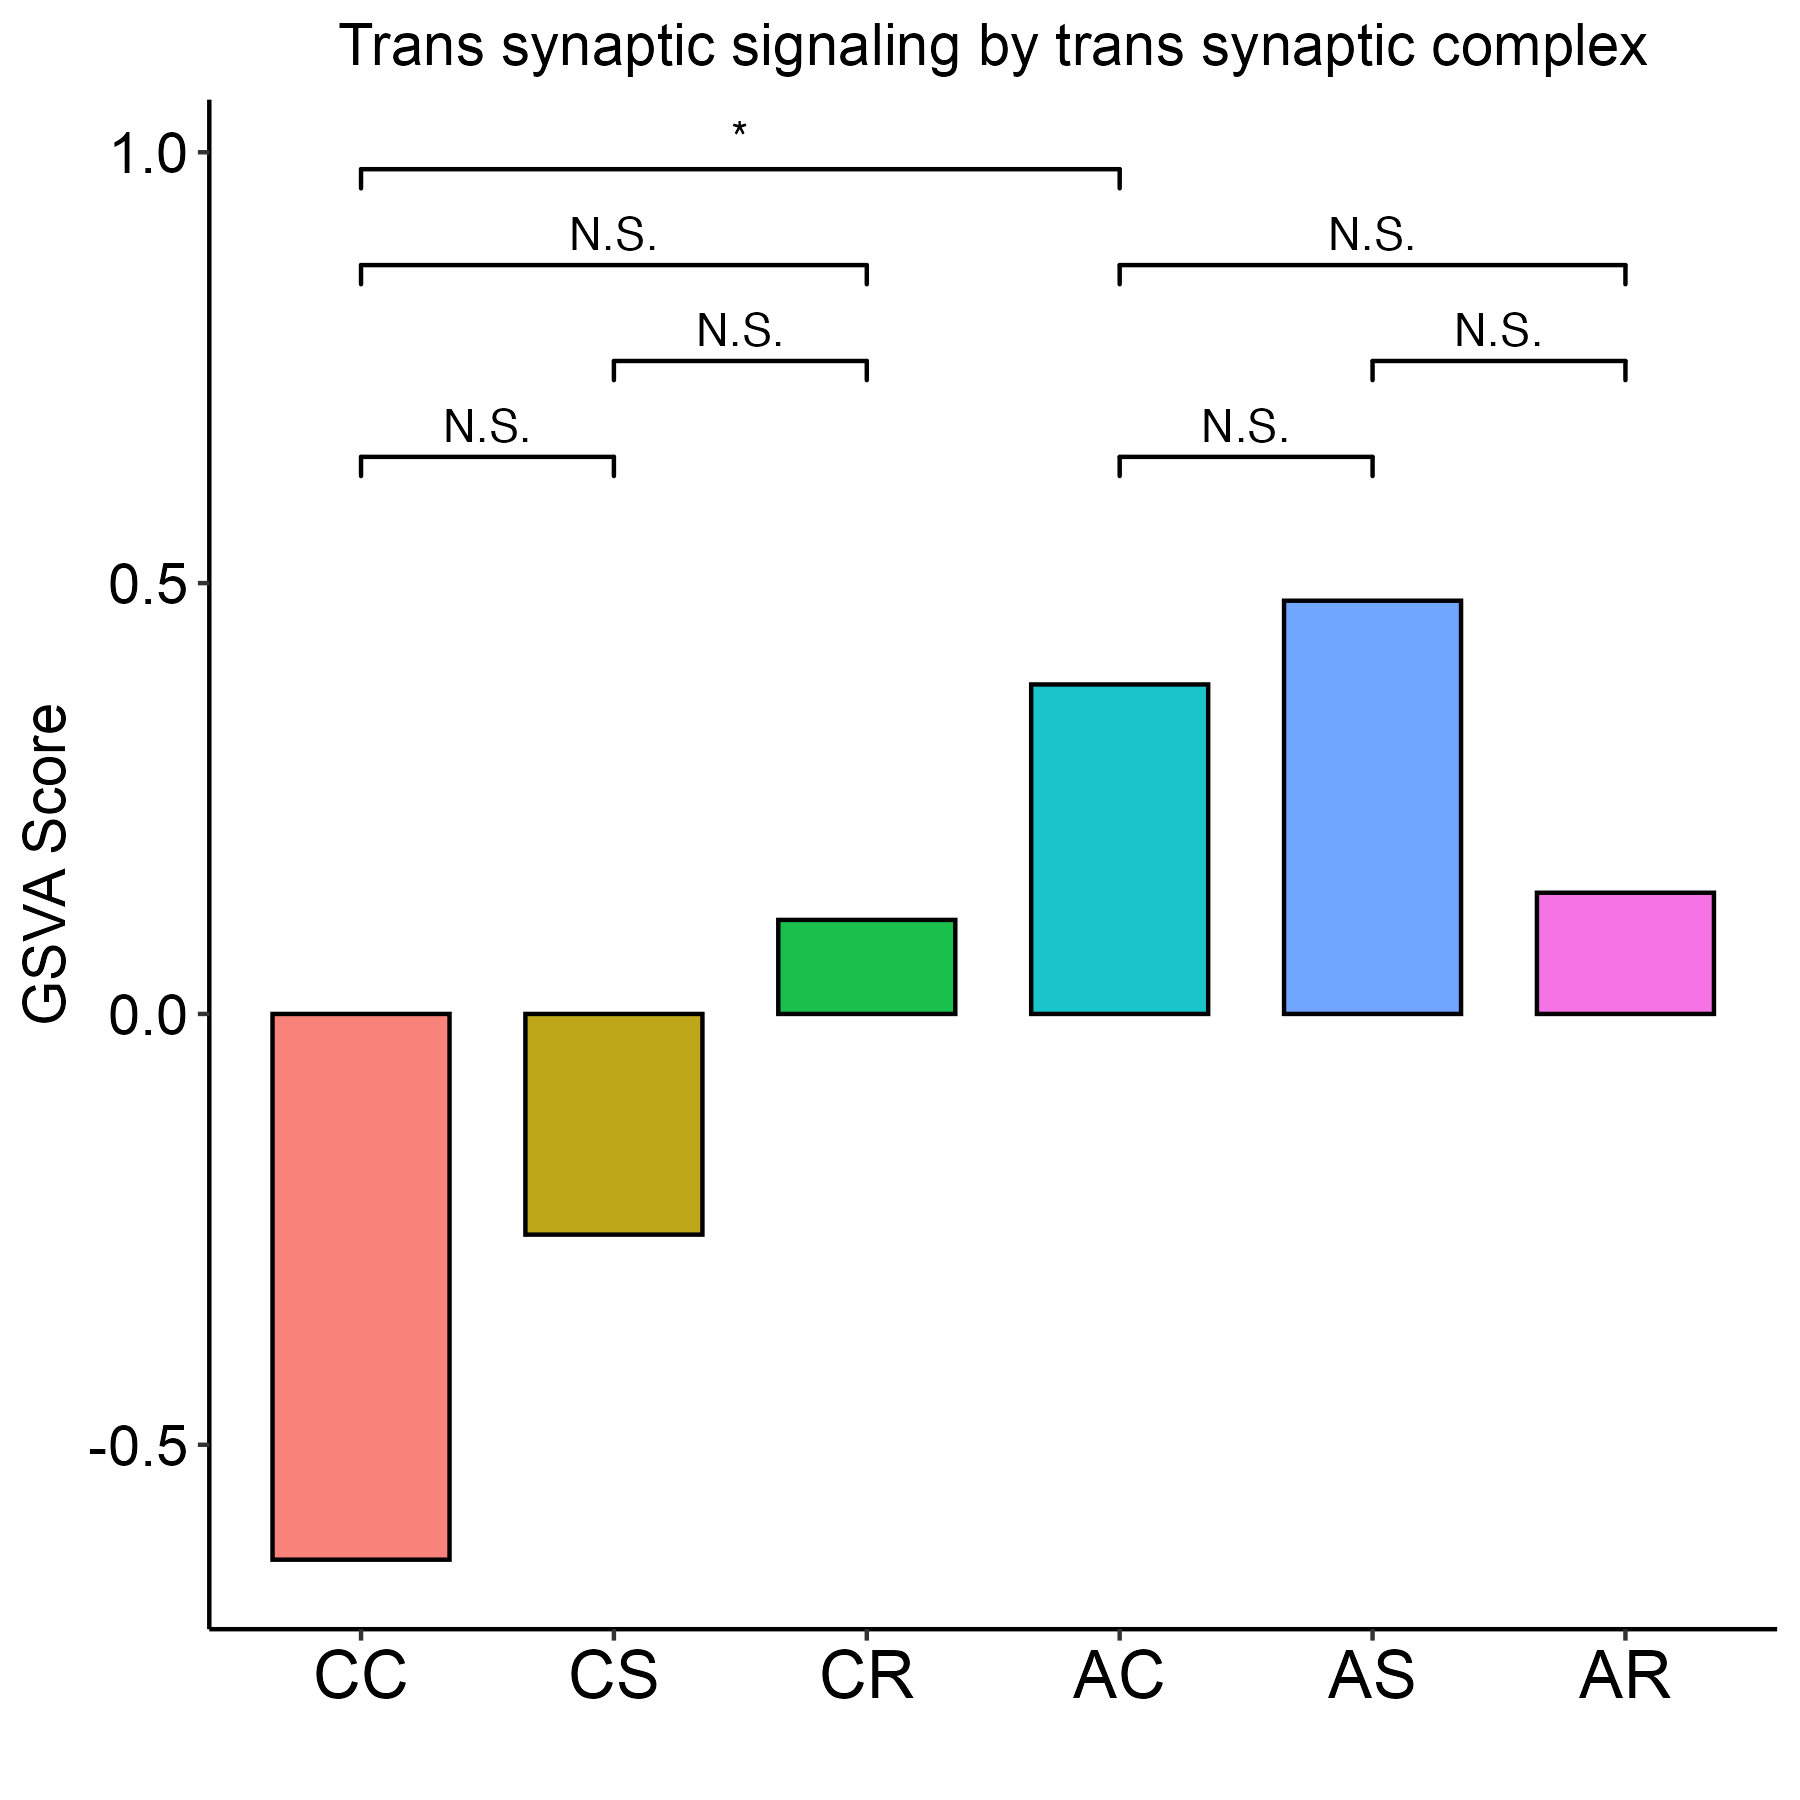 Trans synaptic signaling by trans synaptic complex
*
N.S.
N.S.
N.S.
N.S.
N.S.
N.S.
1.0
0.5
0.0
-0.5
GSVA Score
CC CS CR AC AS AR